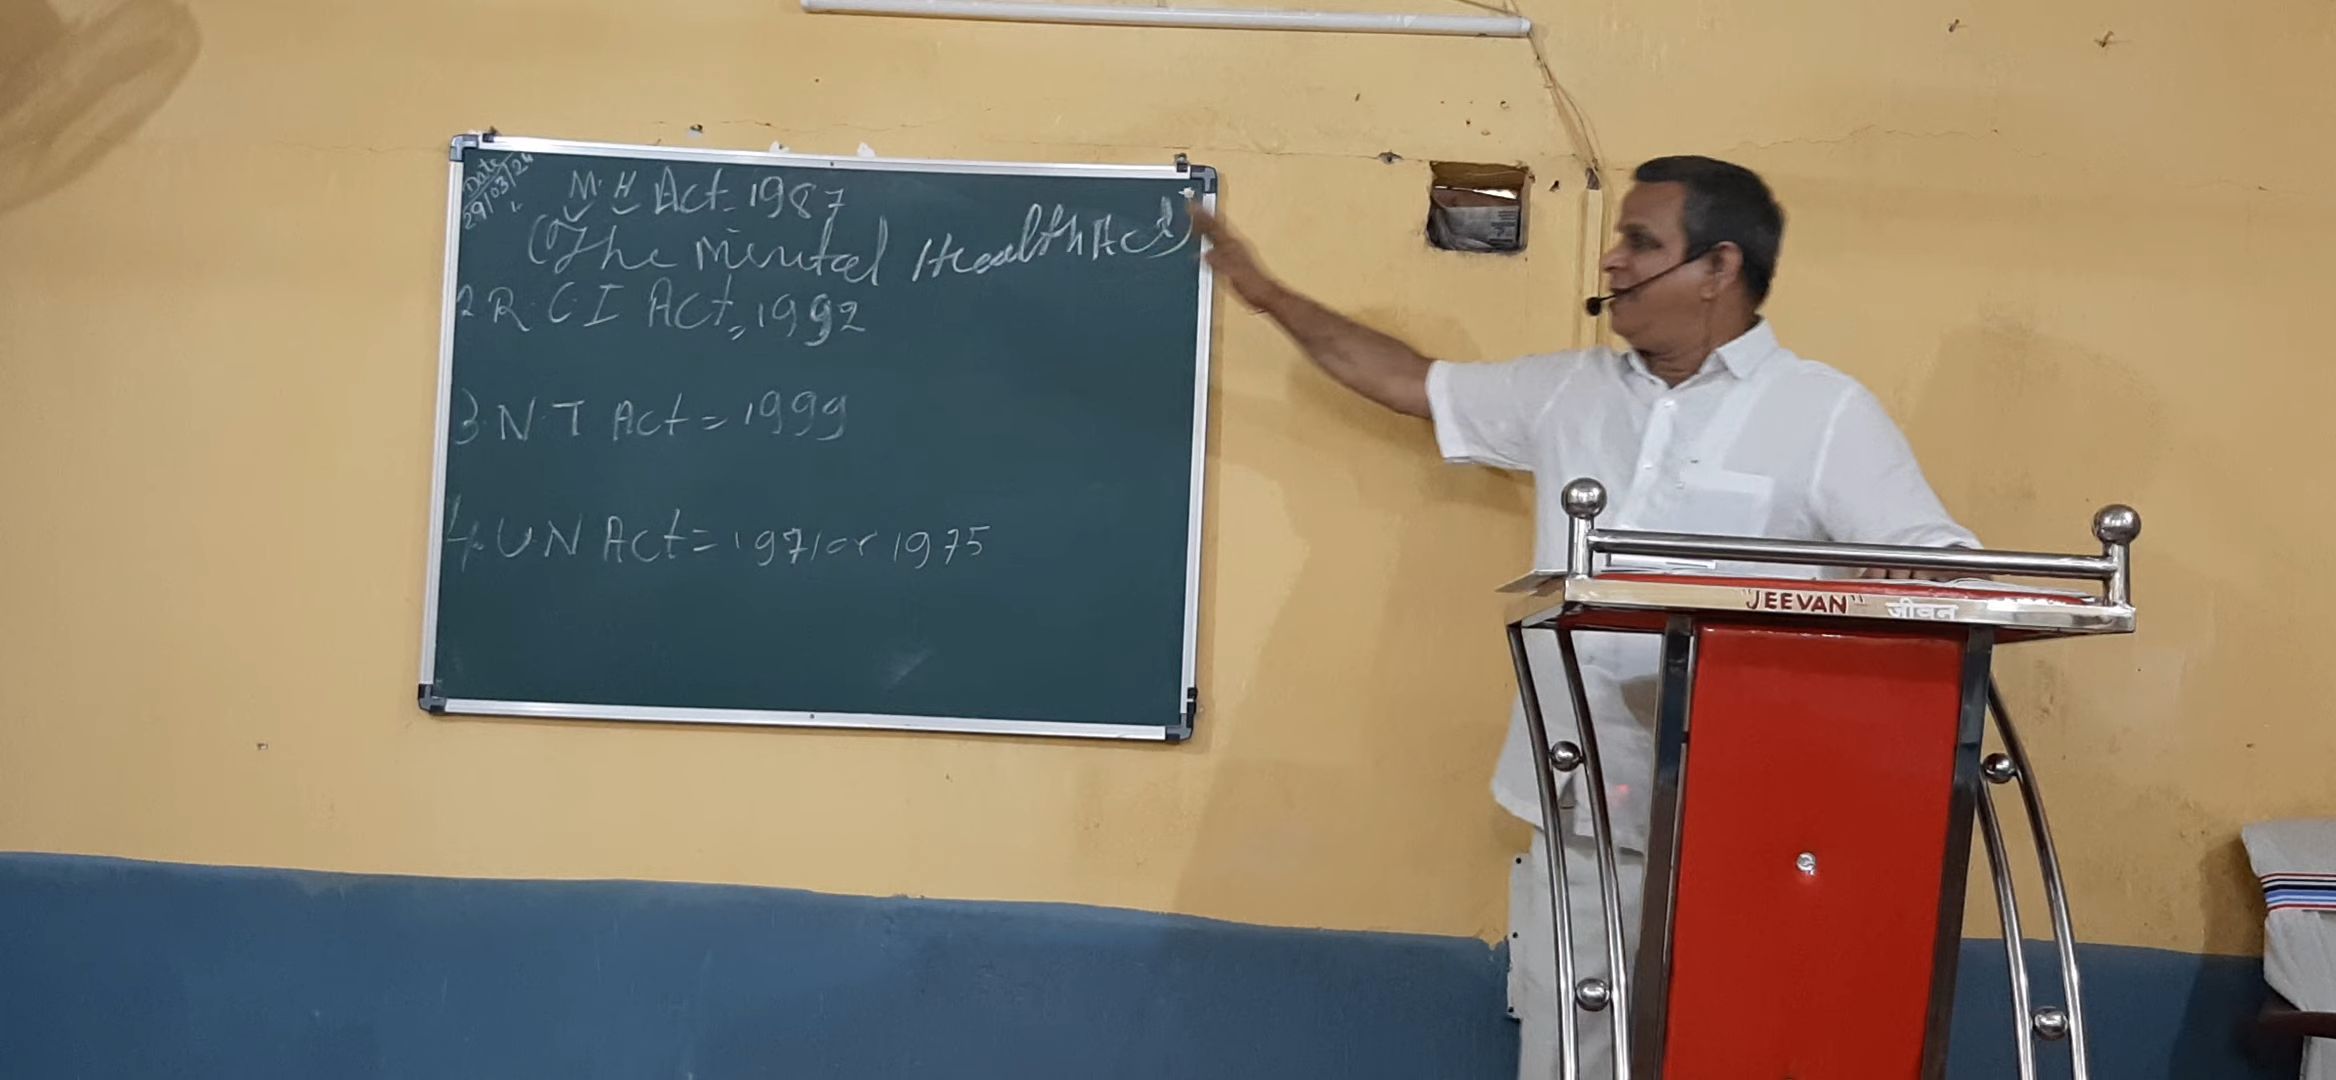 Date
29/03/24
M.H Act-1987
(The Mental Health Act)
2 R.C.I Act, 1992
3.N.T Act = 1999
4.U.N Act = 1971 or 1975
"JEEVAN" जीवन